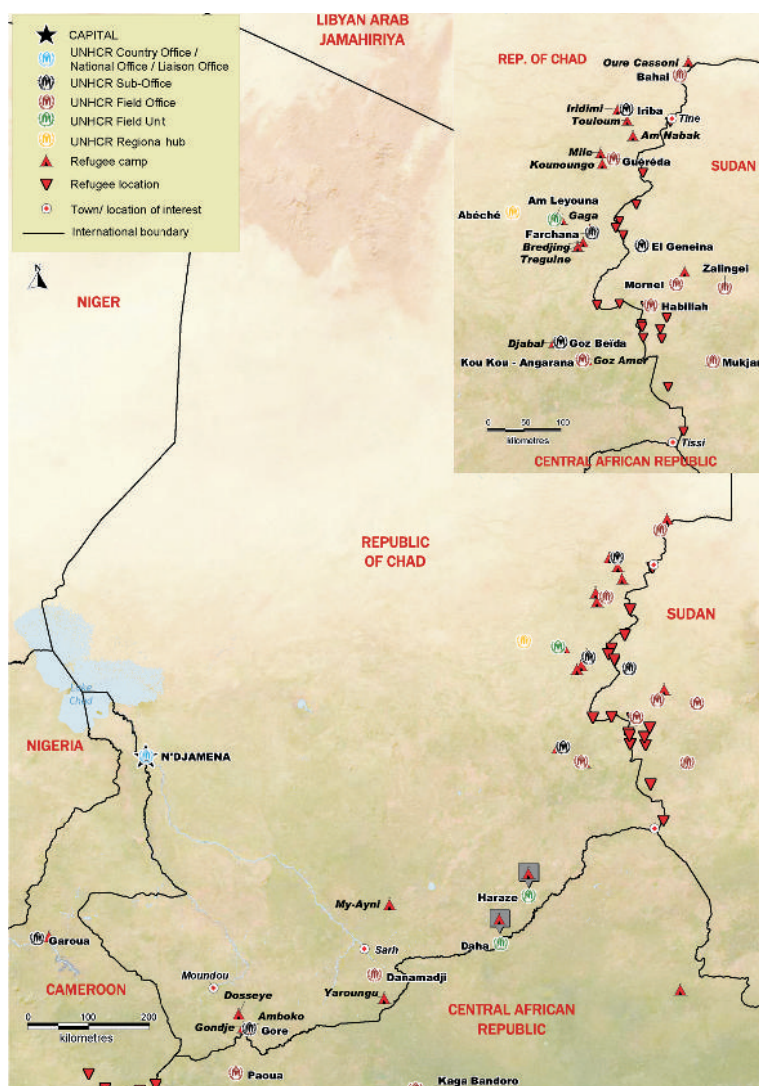 CAPITAL
UNHCR Country Office /
National Office / Liaison Office
UNHCR Sub-Office
UNHCR Field Office
UNHCR Field Unit
UNHCR Regional hub
Refugee camp
Refugee location
Town/ location of interest
International boundary
N
LIBYAN ARAB
JAMAHIRIYA
REP. OF CHAD
Oure Cassoni
Bahai
Iridimi
Iriba
Touloum
Tine
Am Nabak
Mile
Kounoungo
Guéréda
SUDAN
Am Leyouna
Abéché
Gaga
Farchana
Bredjing
Treguine
El Geneina
Zalingei
Mornei
Habillah
Djabal
Goz Beïda
Kou Kou - Angarana
Goz Amer
Mukjar
0 50 100
kilometres
Tissi
CENTRAL AFRICAN REPUBLIC
NIGER
REPUBLIC
OF CHAD
SUDAN
Lake
Chad
NIGERIA
N'DJAMENA
Haraze
My-Ayni
Garoua
Daha
Sarh
Moundou
Danamadji
CAMEROON
Dosseye
Yaroungu
Amboko
Gondje
Gore
CENTRAL AFRICAN
REPUBLIC
0 100 200
kilometres
Paoua
Kaga Bandoro